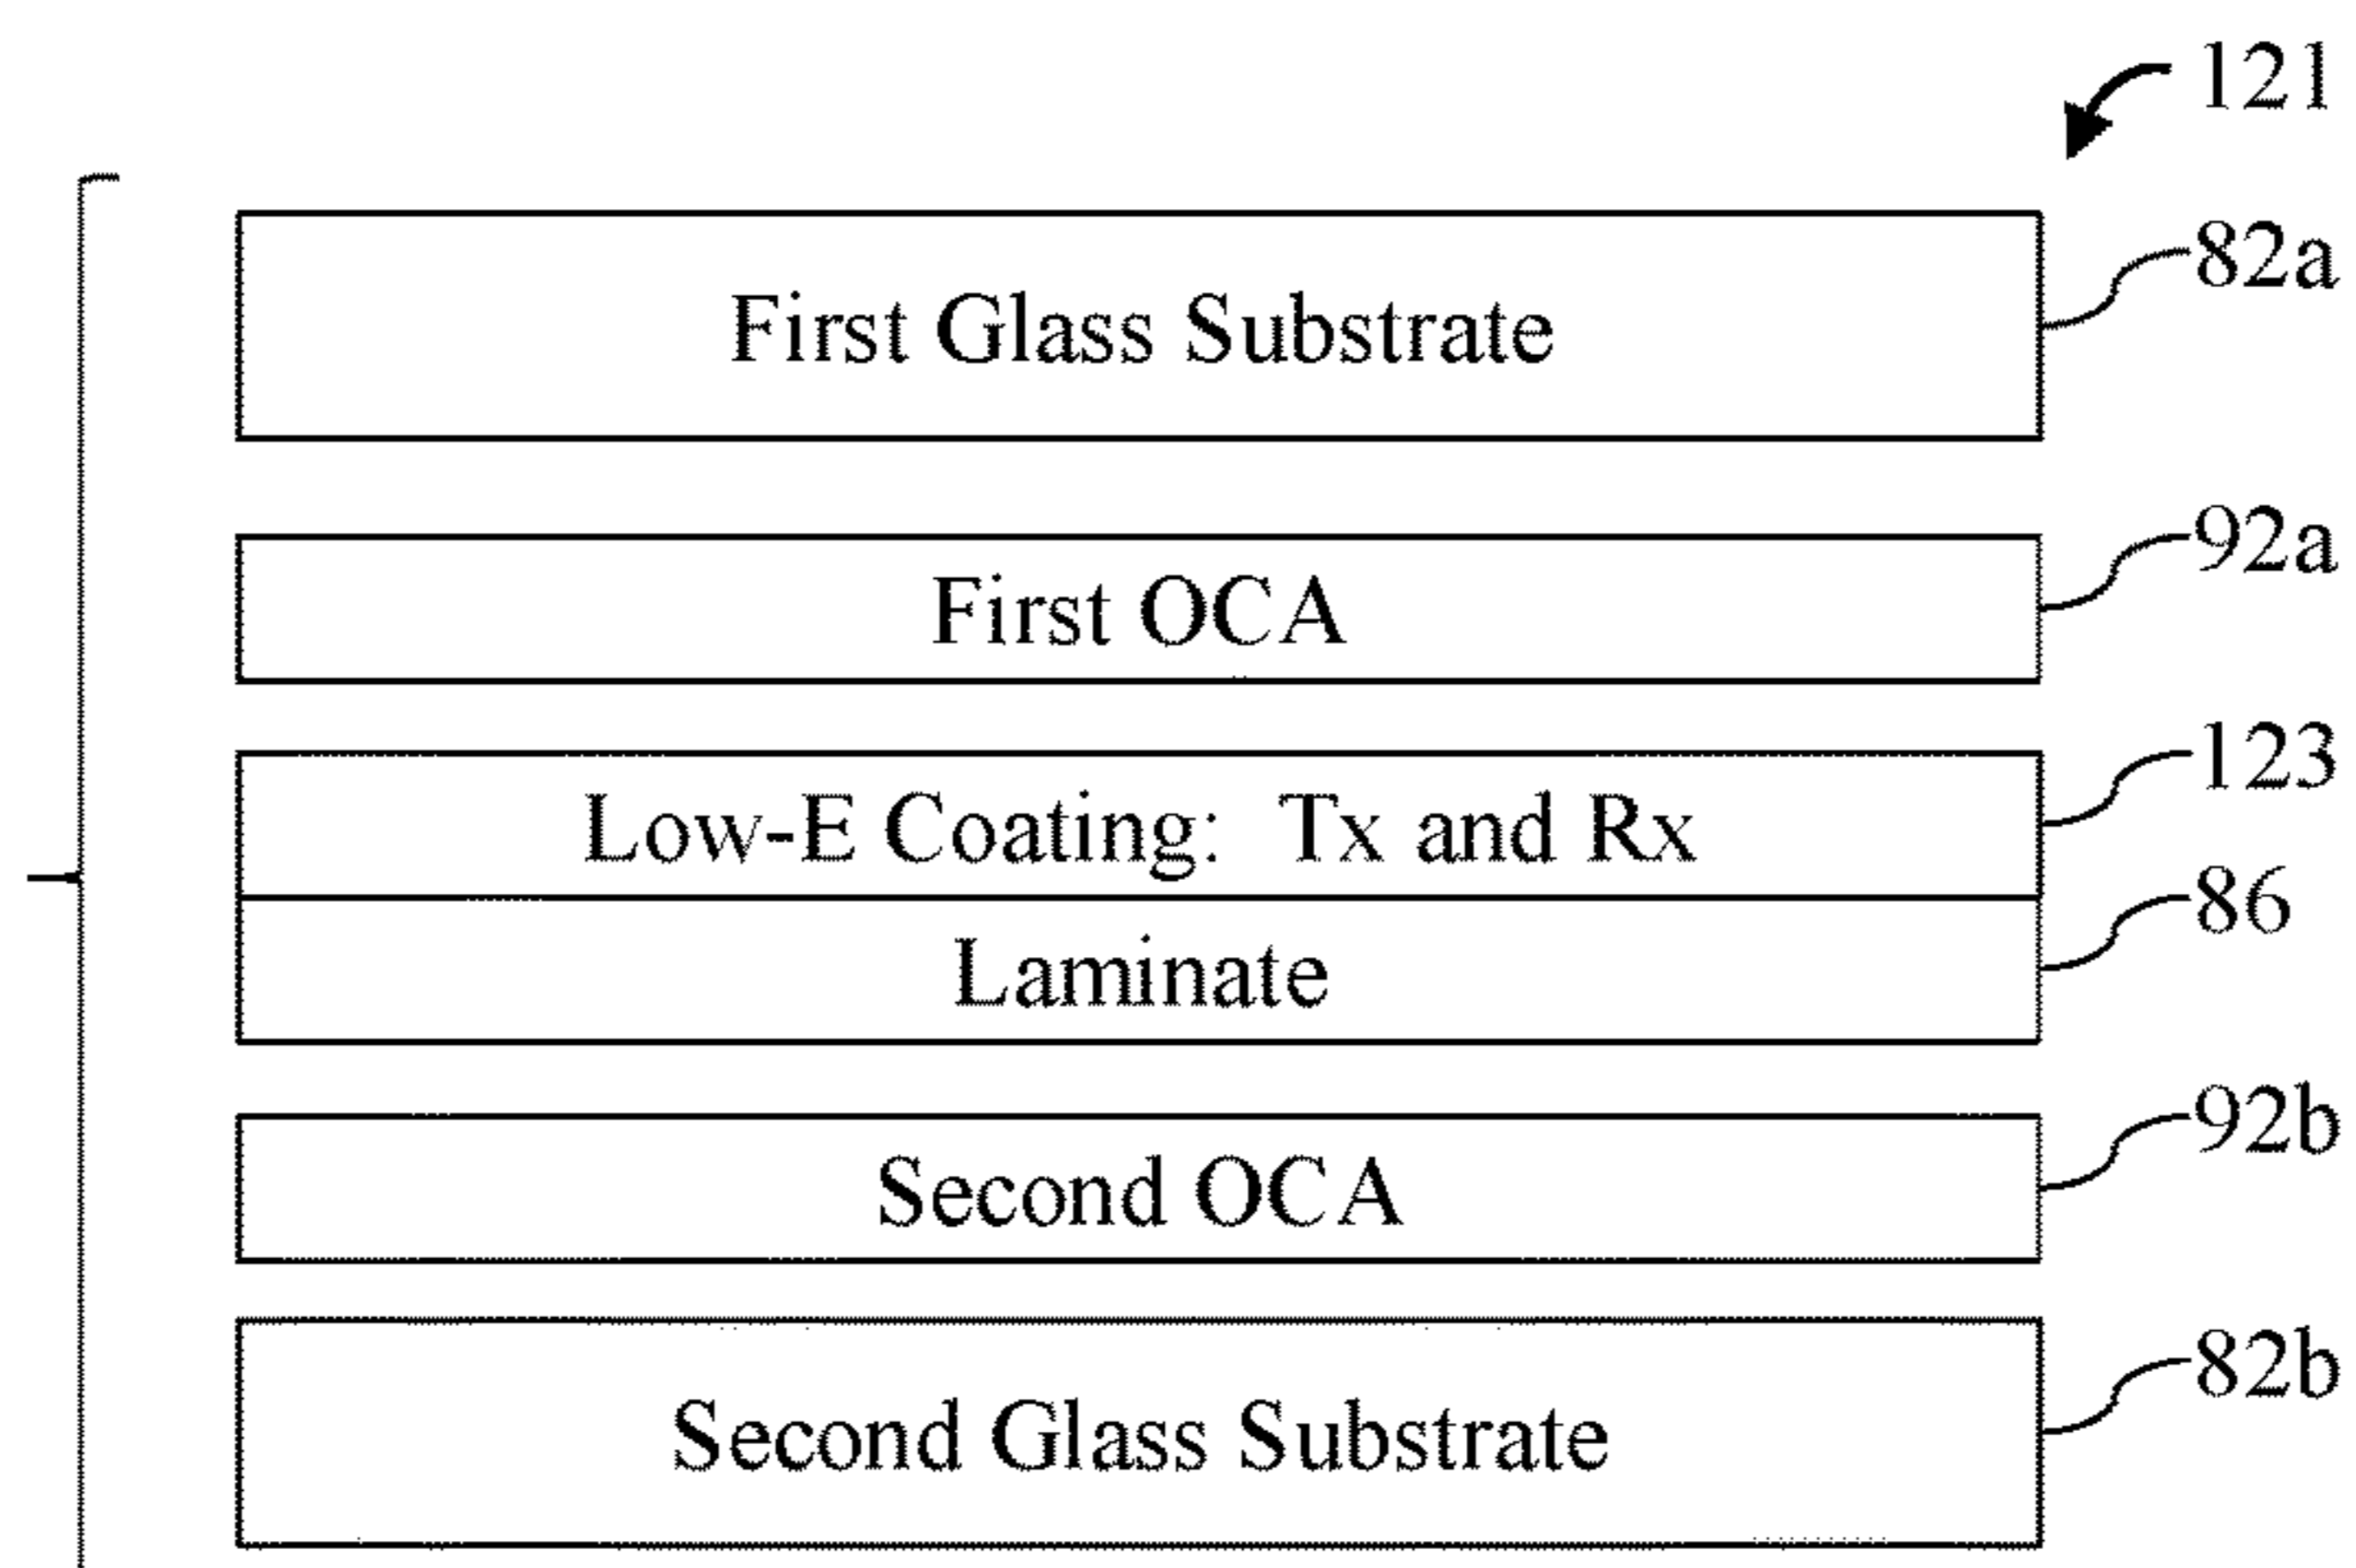 121
First Glass Substrate 82a
First OCA 92a
Low-E Coating: Tx and Rx 123
Laminate 86
Second OCA 92b
Second Glass Substrate 82b